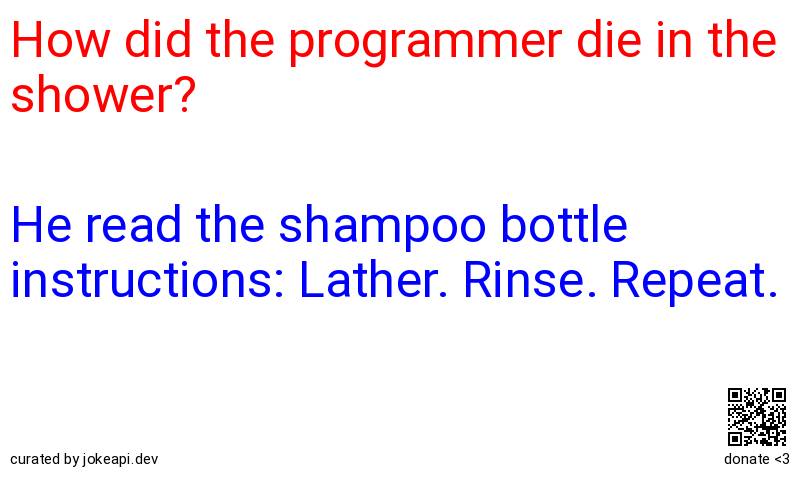 How did the programmer die in the
shower?
He read the shampoo bottle
instructions: Lather. Rinse. Repeat.
curated by jokeapi.dev
donate <3